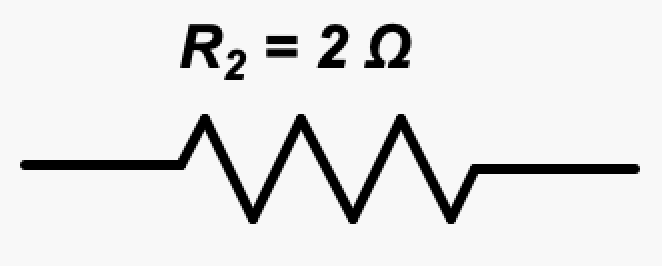 R₂ = 2 Ω